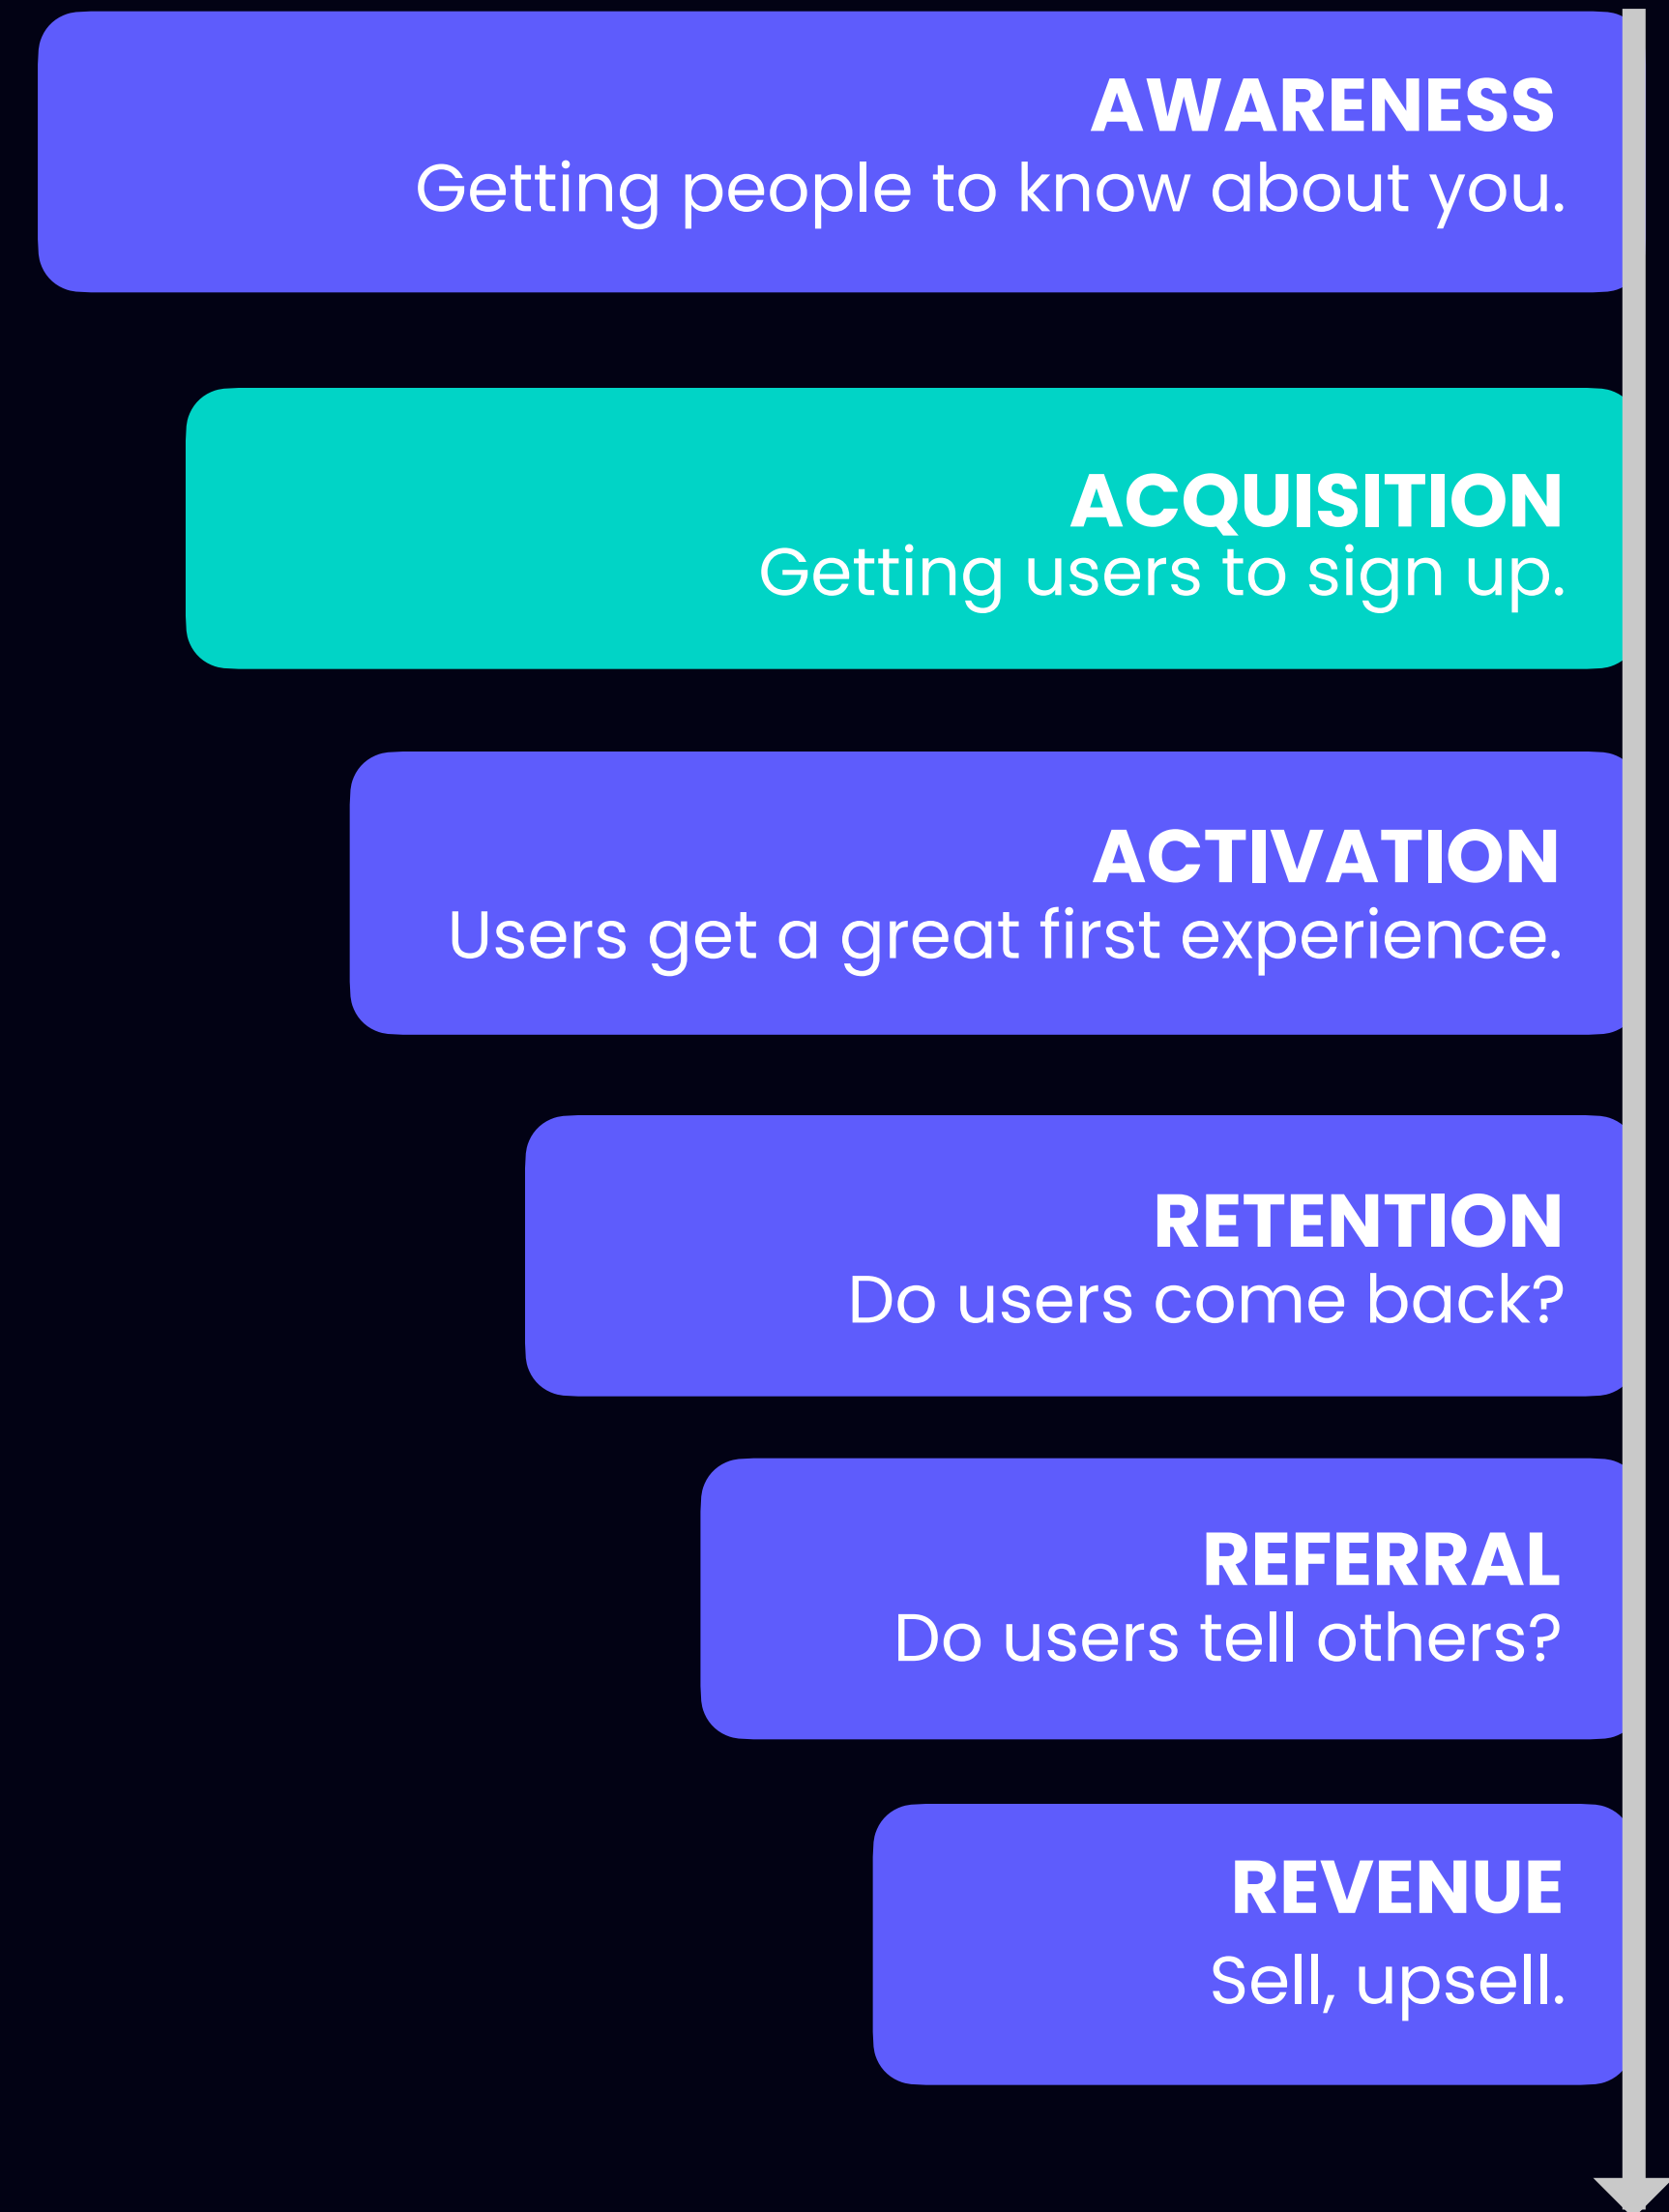 AWARENESS
Getting people to know about you.
ACQUISITION
Getting users to sign up.
ACTIVATION
Users get a great first experience.
RETENTION
Do users come back?
REFERRAL
Do users tell others?
REVENUE
Sell, upsell.